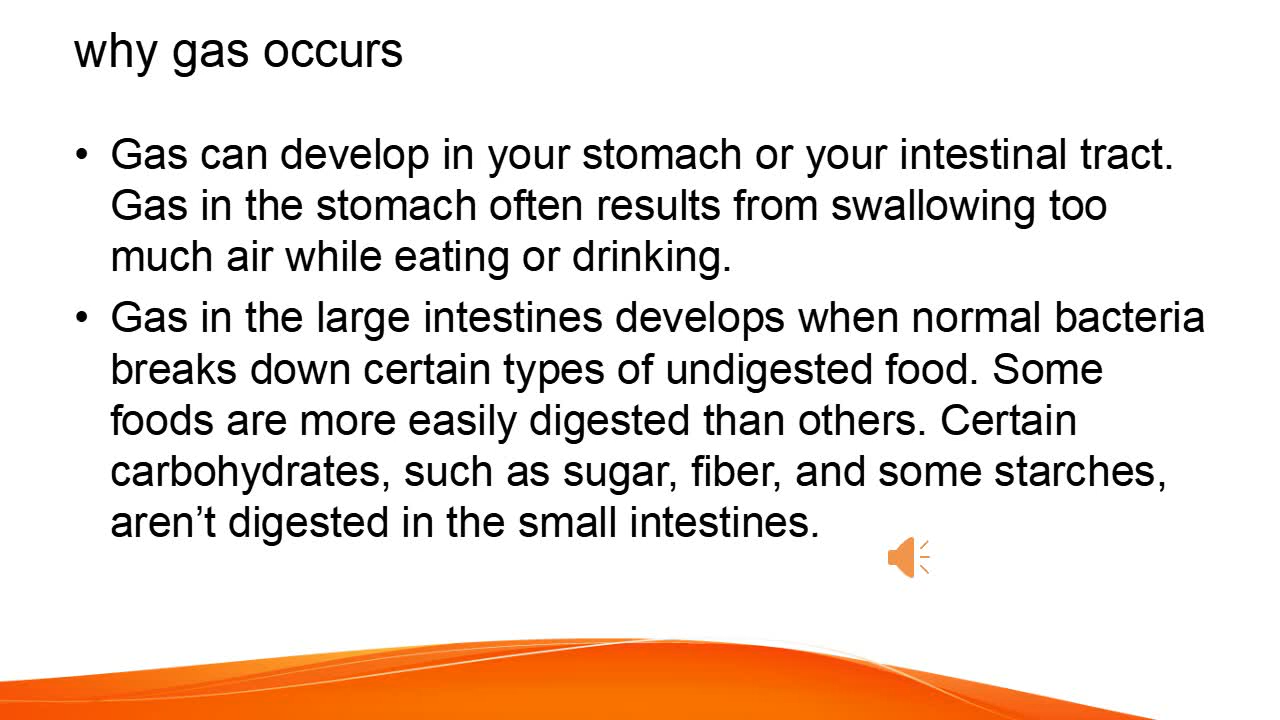 why gas occurs
• Gas can develop in your stomach or your intestinal tract.
Gas in the stomach often results from swallowing too
much air while eating or drinking.
• Gas in the large intestines develops when normal bacteria
breaks down certain types of undigested food. Some
foods are more easily digested than others. Certain
carbohydrates, such as sugar, fiber, and some starches,
aren’t digested in the small intestines.